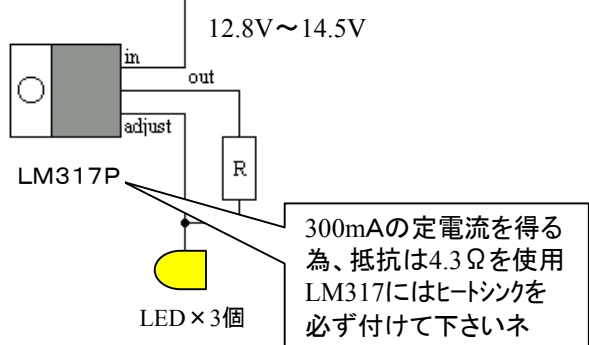 12.8V～14.5V
in
out
adjust
R
LM317P
300mAの定電流を得る
為、抵抗は4.3Ωを使用
LM317にはﾋｰﾄｼﾝｸを
必ず付けて下さいネ
LED×3個